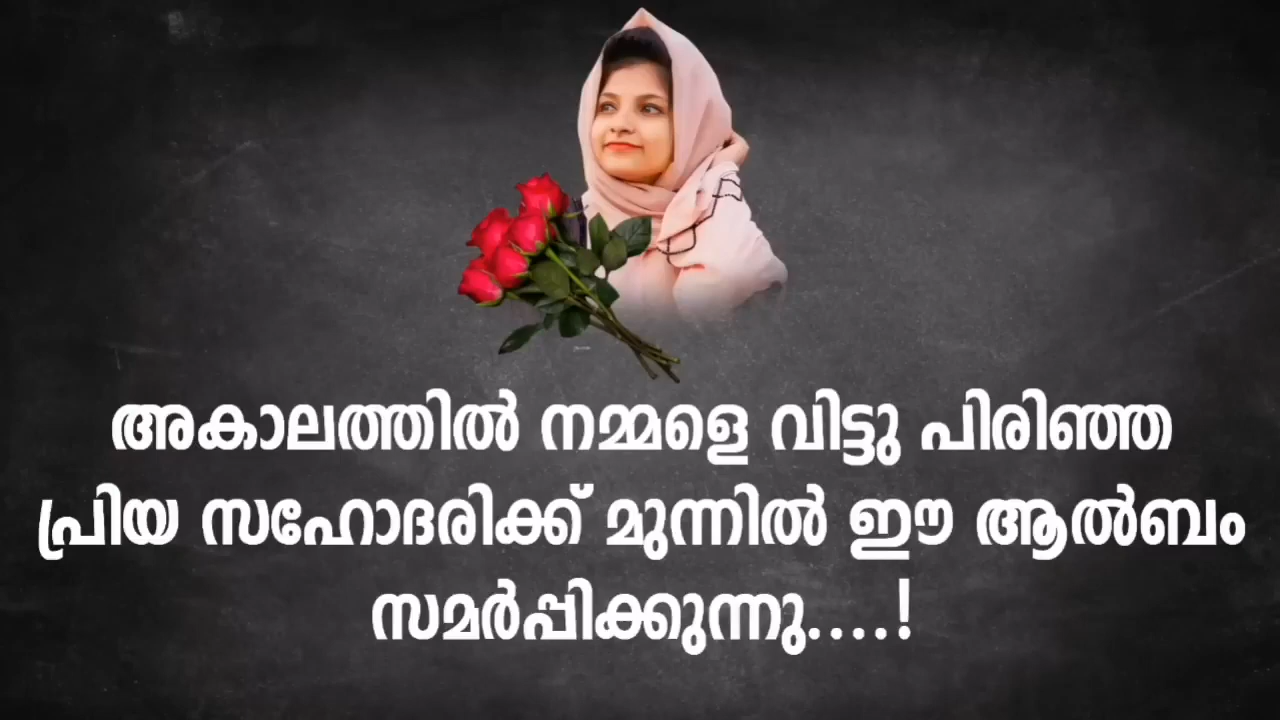 അകാലത്തിൽ നമ്മളെ വിട്ടു പിരിഞ്ഞ
പ്രിയ സഹോദരിക്ക് മുന്നിൽ ഈ ആൽബം
സമർപ്പിക്കുന്നു....!